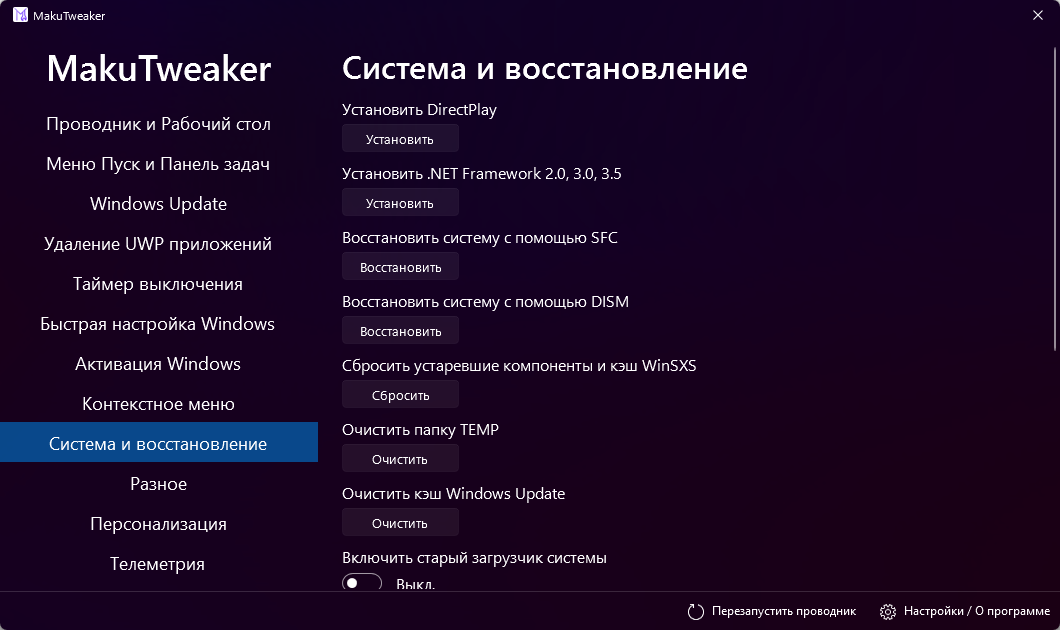 MakuTweaker
MakuTweaker
Проводник и Рабочий стол
Меню Пуск и Панель задач
Windows Update
Удаление UWP приложений
Таймер выключения
Быстрая настройка Windows
Активация Windows
Контекстное меню
Система и восстановление
Разное
Персонализация
Телеметрия
Система и восстановление
Установить DirectPlay
Установить
Установить .NET Framework 2.0, 3.0, 3.5
Установить
Восстановить систему с помощью SFC
Восстановить
Восстановить систему с помощью DISM
Восстановить
Сбросить устаревшие компоненты и кэш WinSXS
Сбросить
Очистить папку TEMP
Очистить
Очистить кэш Windows Update
Очистить
Включить старый загрузчик системы
Выкл.
Перезапустить проводник
Настройки / О программе